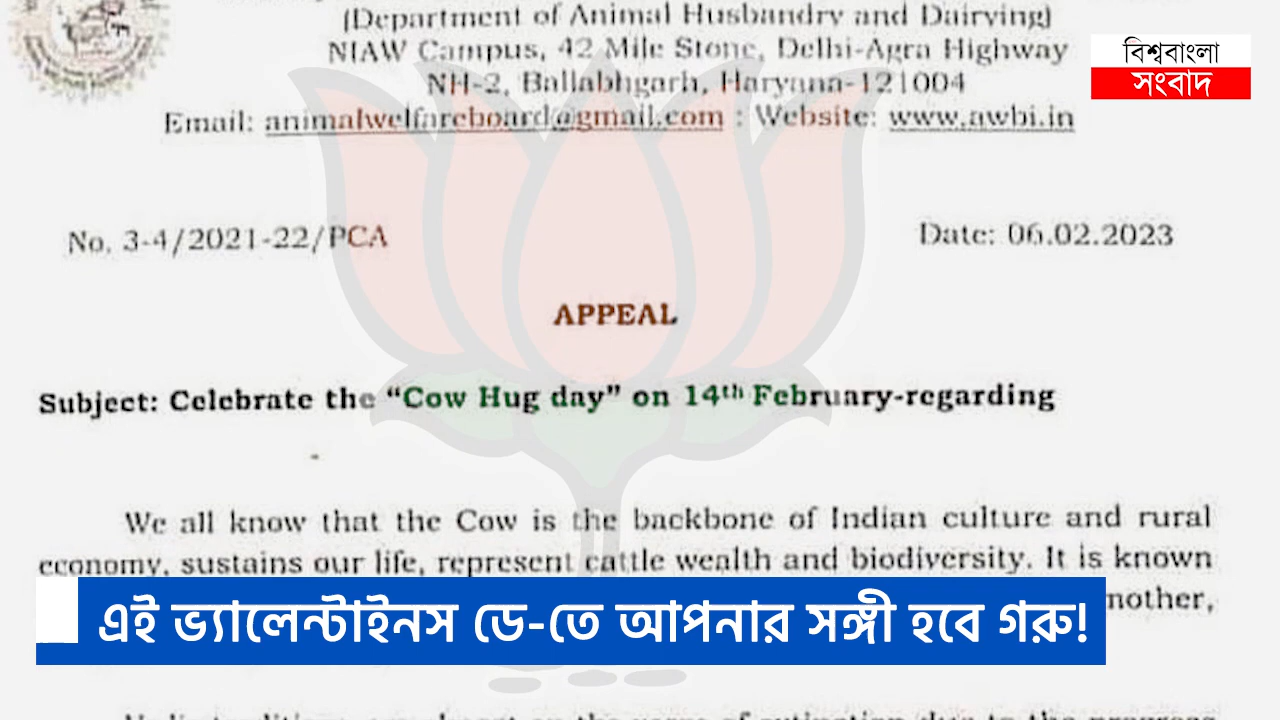 (Department of Animal Husbandry and Dairying)
NIAW Campus, 42 Mile Stone, Delhi-Agra Highway
NH-2, Ballabhgarh, Haryana-121004
Email: animalwelfareboard@gmail.com : Website: www.awbi.in
বিশ্ববাংলা
সংবাদ
No. 3-4/2021-22/PCA
Date: 06.02.2023
APPEAL
Subject: Celebrate the “Cow Hug day” on 14th February-regarding
We all know that the Cow is the backbone of Indian culture and rural
economy, sustains our life, represent cattle wealth and biodiversity. It is known
mother,
এই ভ্যালেন্টাইনস ডে-তে আপনার সঙ্গী হবে গরু!